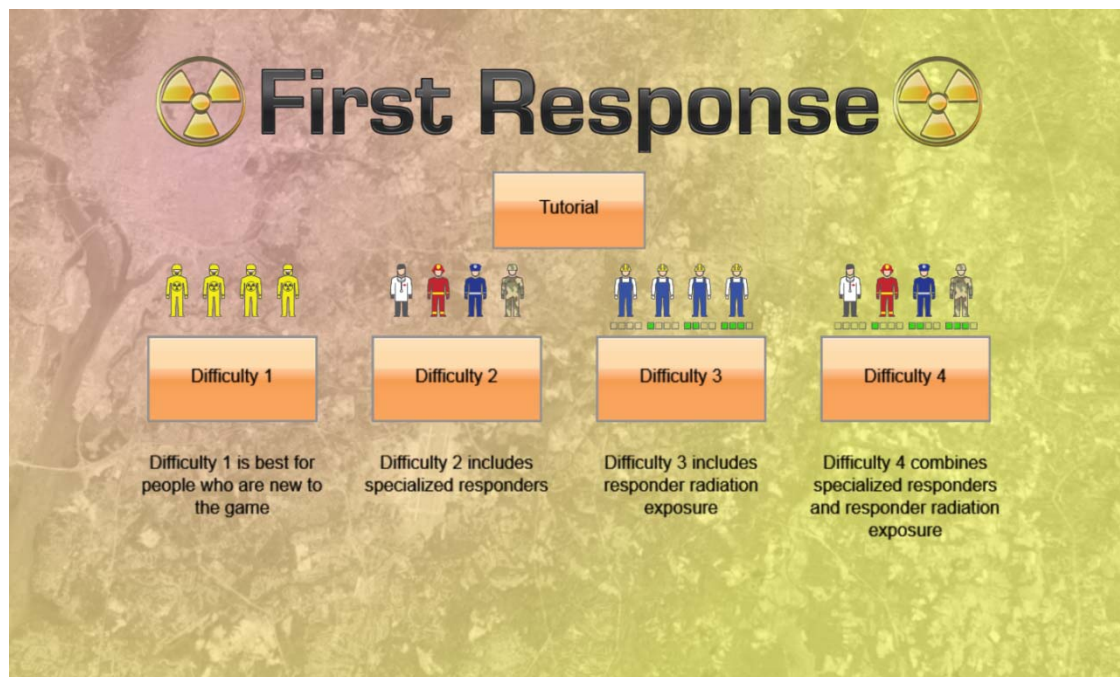 First Response
Tutorial
Difficulty 1
Difficulty 2
Difficulty 3
Difficulty 4
Difficulty 1 is best for
people who are new to
the game
Difficulty 2 includes
specialized responders
Difficulty 3 includes
responder radiation
exposure
Difficulty 4 combines
specialized responders
and responder radiation
exposure